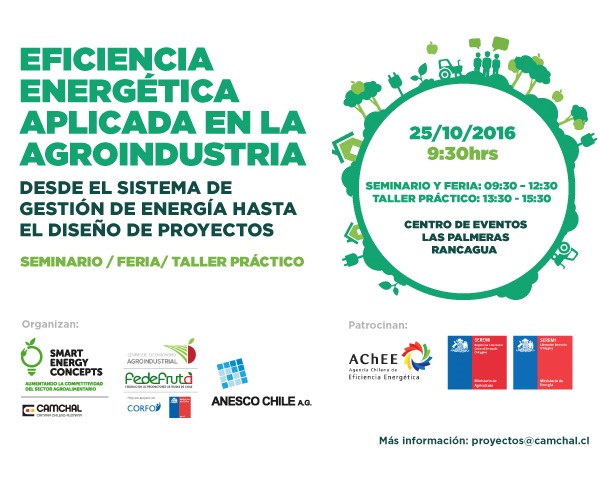 EFICIENCIA
ENERGÉTICA
APLICADA EN LA
AGROINDUSTRIA
DESDE EL SISTEMA DE
GESTIÓN DE ENERGÍA HASTA
EL DISEÑO DE PROYECTOS
SEMINARIO / FERIA/ TALLER PRÁCTICO
25/10/2016
9:30hrs
SEMINARIO Y FERIA: 09:30 – 12:30
TALLER PRÁCTICO: 13:30 - 15:30
CENTRO DE EVENTOS
LAS PALMERAS
RANCAGUA
Organizan:
SMART
ENERGY
CONCEPTS
AUMENTANDO LA COMPETITIVIDAD
DEL SECTOR AGROALIMENTARIO
CAMCHAL
CÁMARA CHILENO-ALEMANA
AGROINDUSTRIAL
Fedefruta
CORFO
ANESCO CHILE A.G.
Patrocinan:
AChEE
Agencia Chilena de
Eficiencia Energética
SEREMI
Ministerio de
Agricultura
SEREMI
Ministerio de
Energía
Más información: proyectos@camchal.cl